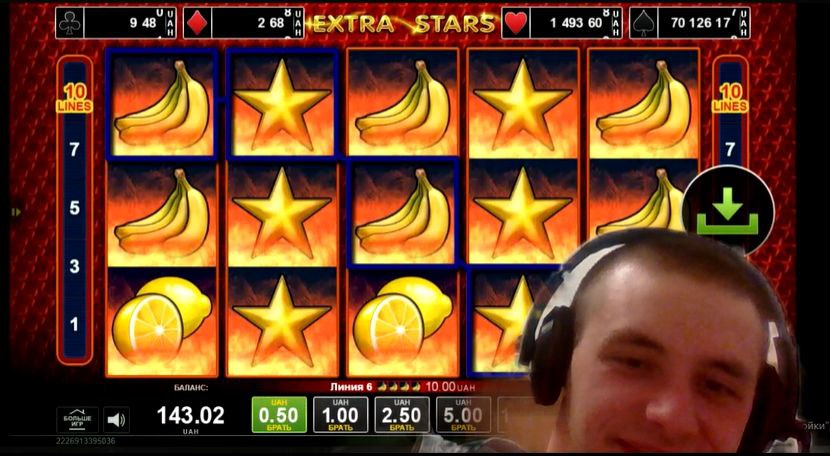 9 48 UAH
2 68 UAH
EXTRA STARS
1 493 60 UAH
70 126 17 UAH
10
LINES
7
5
3
1
10
LINES
7
Линия 6 10.00 UAH
БАЛАНС:
143.02
UAH
UAH
0.50
БРАТЬ
1.00
БРАТЬ
UAH
2.50
БРАТЬ
UAH
5.00
БОЛЬШЕ
ИГР
2226913395036